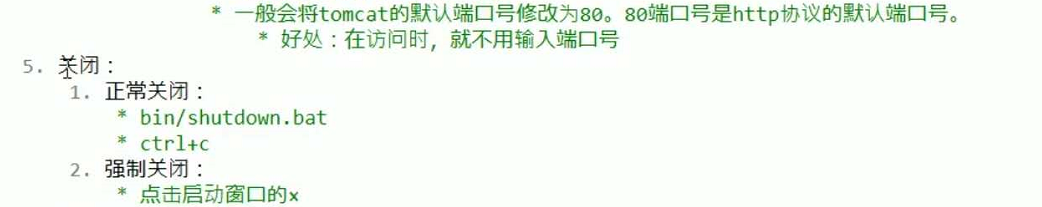 * 一般会将tomcat的默认端口号修改为80。80端口号是http协议的默认端口号。
* 好处：在访问时，就不用输入端口号
5. 关闭：
1. 正常关闭：
* bin/shutdown.bat
* ctrl+c
2. 强制关闭：
* 点击启动窗口的x